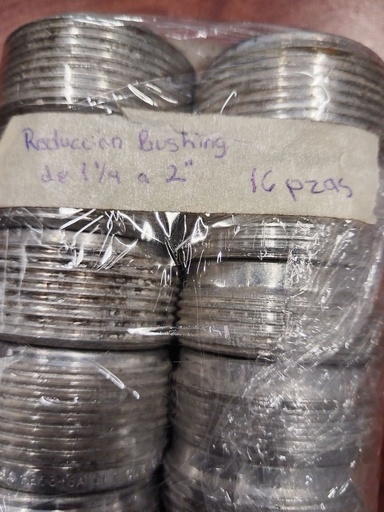 Reduccion Bushing
de 1 1/4 a 2" 16 pzas